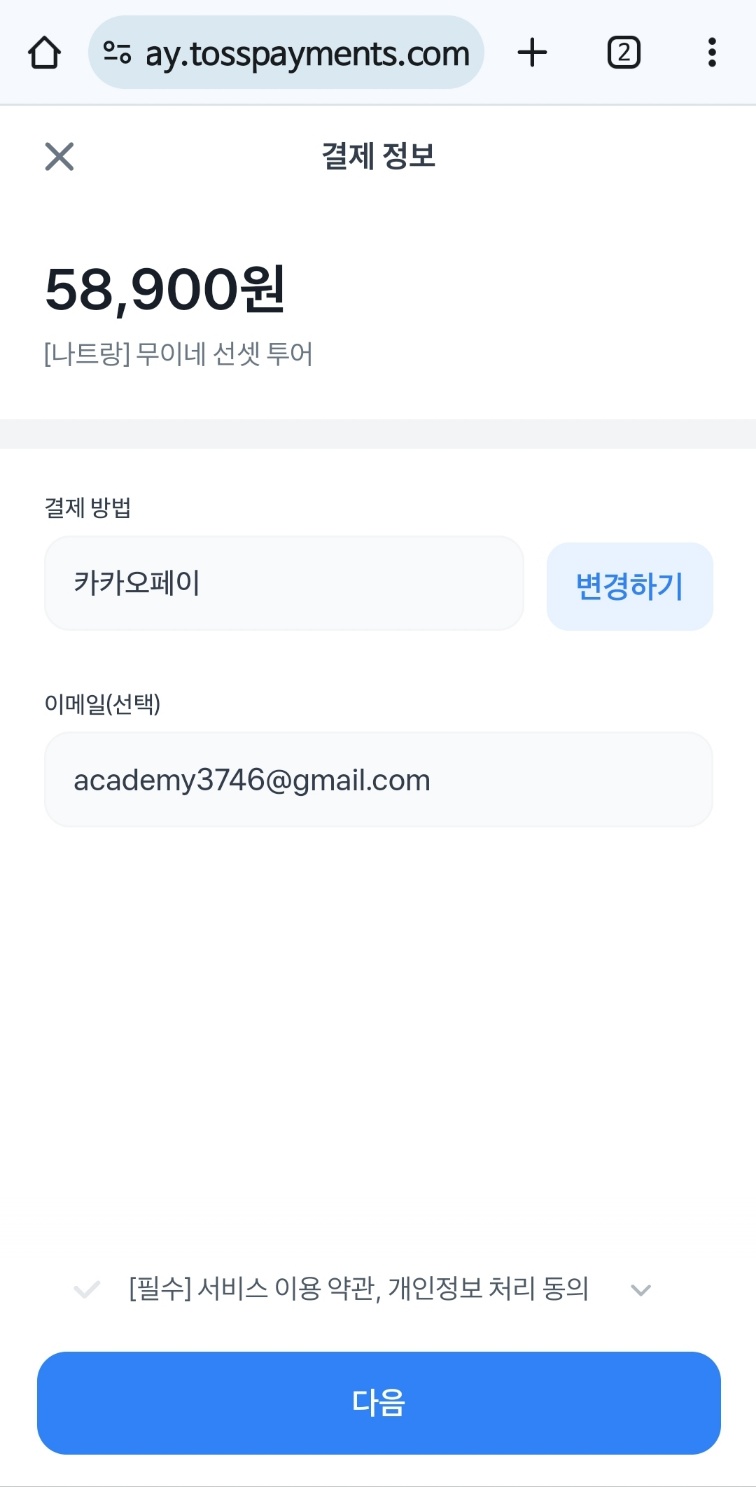 ay.tosspayments.com
2
결제 정보
58,900원
[나트랑] 무이네 선셋 투어
결제 방법
카카오페이
변경하기
이메일(선택)
academy3746@gmail.com
[필수] 서비스 이용 약관, 개인정보 처리 동의
다음